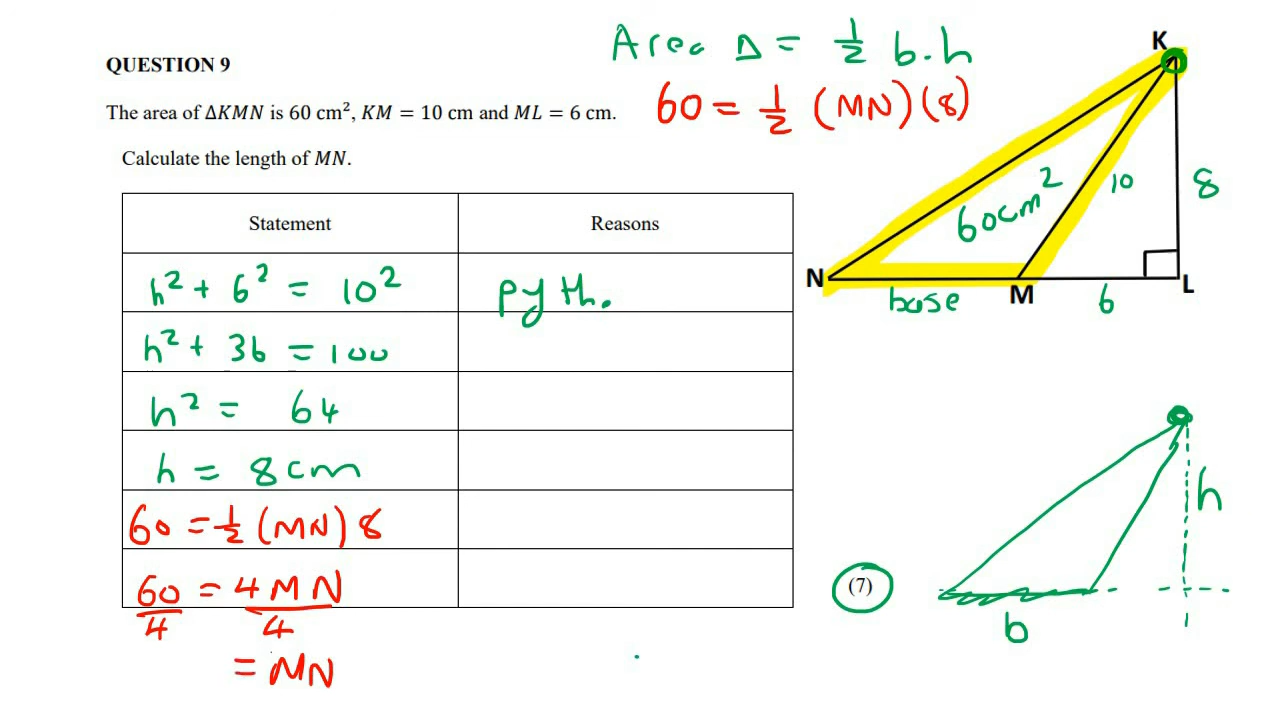 QUESTION 9
The area of ΔKMN is 60 cm², KM = 10 cm and ML = 6 cm.
Calculate the length of MN.
Area Δ = ½ b.h
60 = ½ (MN)(8)
Statement
Reasons
h² + 6² = 10²
pyth.
h² + 36 = 100
h² = 64
h = 8cm
60 = ½ (MN) 8
60/4 = 4MN/4
= MN
K
60cm²
10
8
N
base
M
6
L
(7)
h
b